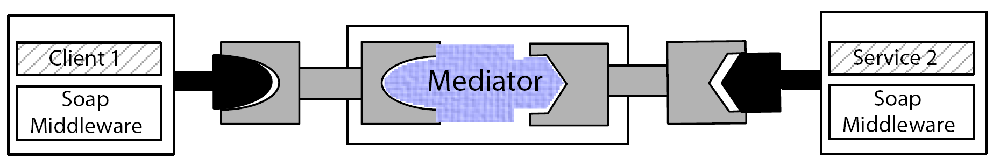 Client 1
Soap
Middleware
Mediator
Service 2
Soap
Middleware